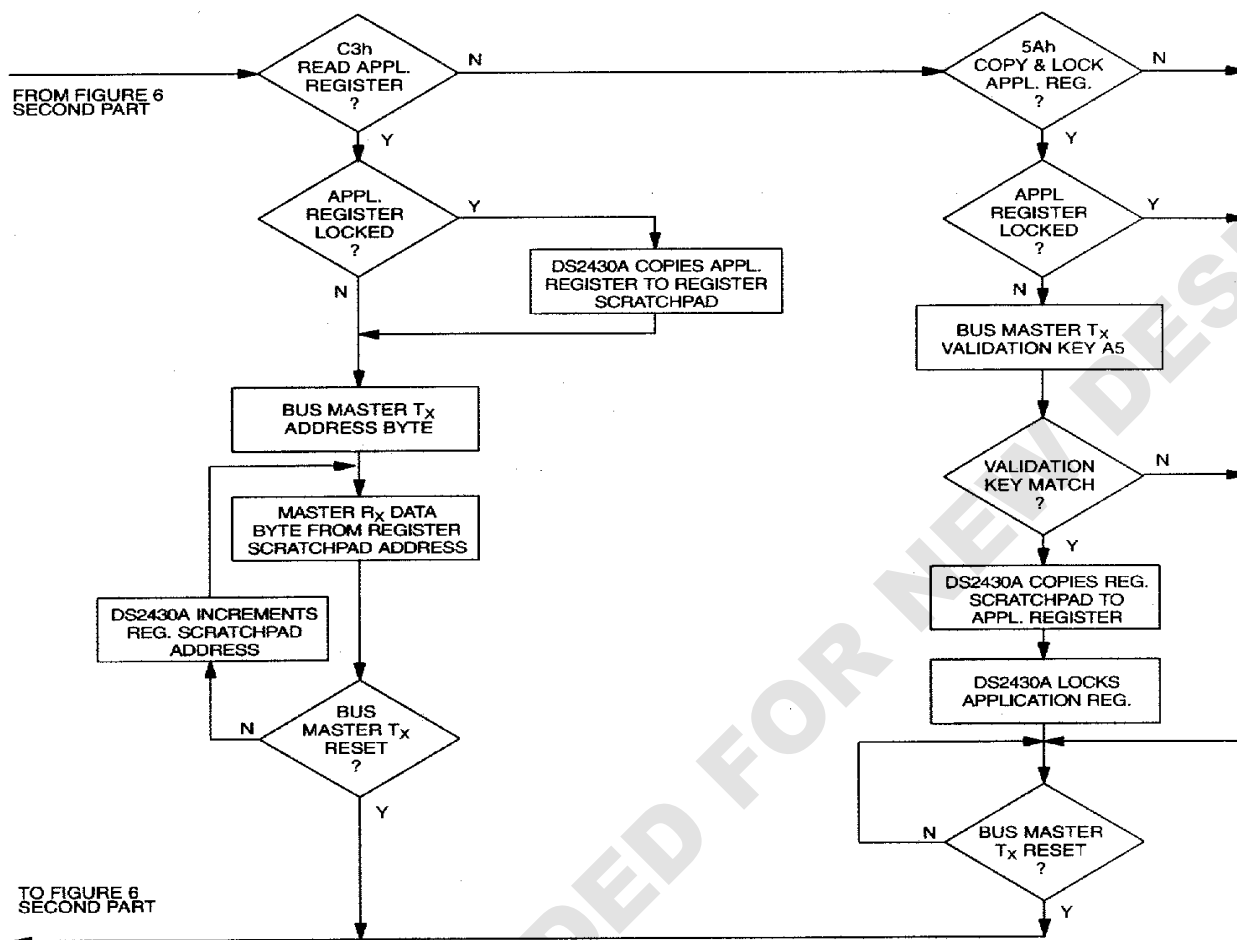 FROM FIGURE 6
SECOND PART
C3h
READ APPL.
REGISTER
?
N
Y
APPL.
REGISTER
LOCKED
?
Y
N
DS2430A COPIES APPL.
REGISTER TO REGISTER
SCRATCHPAD
BUS MASTER TX
ADDRESS BYTE
MASTER RX DATA
BYTE FROM REGISTER
SCRATCHPAD ADDRESS
DS2430A INCREMENTS
REG. SCRATCHPAD
ADDRESS
BUS
MASTER TX
RESET
?
N
Y
5Ah
COPY & LOCK
APPL. REG.
?
N
Y
APPL
REGISTER
LOCKED
?
Y
N
BUS MASTER TX
VALIDATION KEY A5
VALIDATION
KEY MATCH
?
N
Y
DS2430A COPIES REG.
SCRATCHPAD TO
APPL. REGISTER
DS2430A LOCKS
APPLICATION REG.
BUS MASTER
TX RESET
?
N
Y
TO FIGURE 6
SECOND PART
FOR NEW